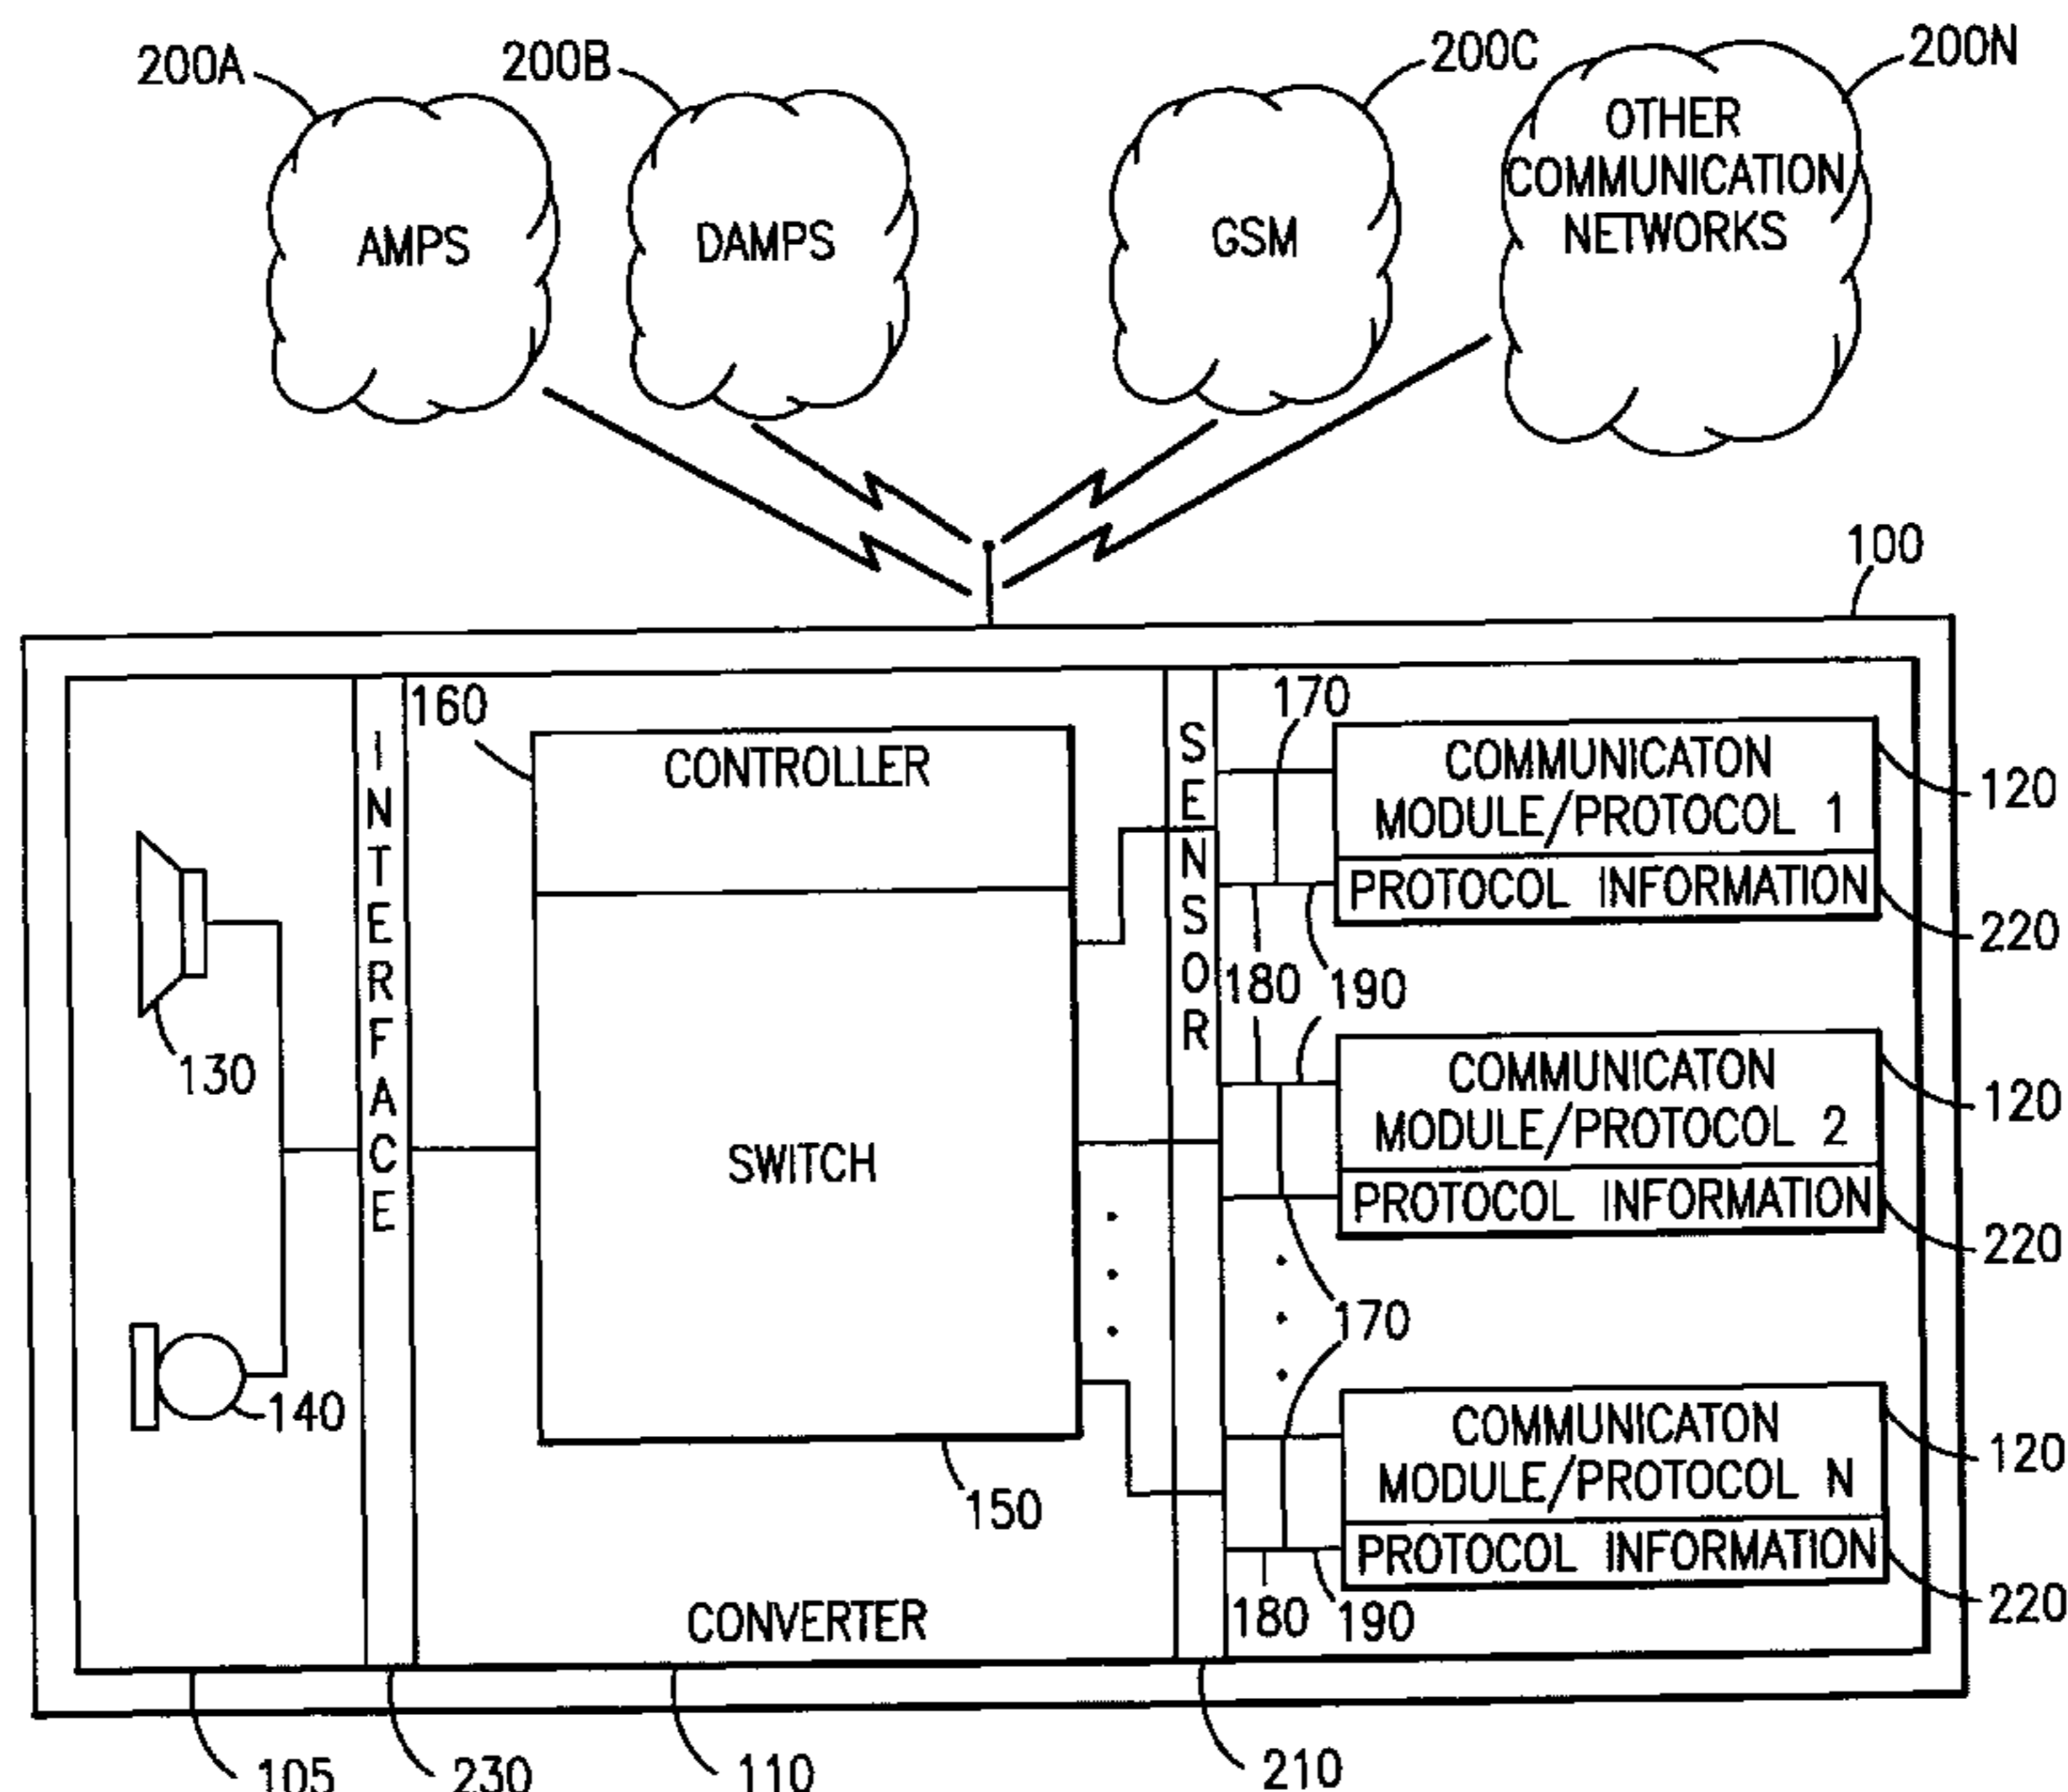 200A
200B
200C
200N
AMPS
DAMPS
GSM
OTHER
COMMUNICATION
NETWORKS
100
INTERFACE
160
CONTROLLER
SWITCH
150
CONVERTER
SENSOR
130
140
170
COMMUNICATON
MODULE/PROTOCOL 1
120
PROTOCOL INFORMATION
220
180
190
COMMUNICATON
MODULE/PROTOCOL 2
120
PROTOCOL INFORMATION
220
170
COMMUNICATON
MODULE/PROTOCOL N
120
PROTOCOL INFORMATION
220
180
190
105
230
110
210